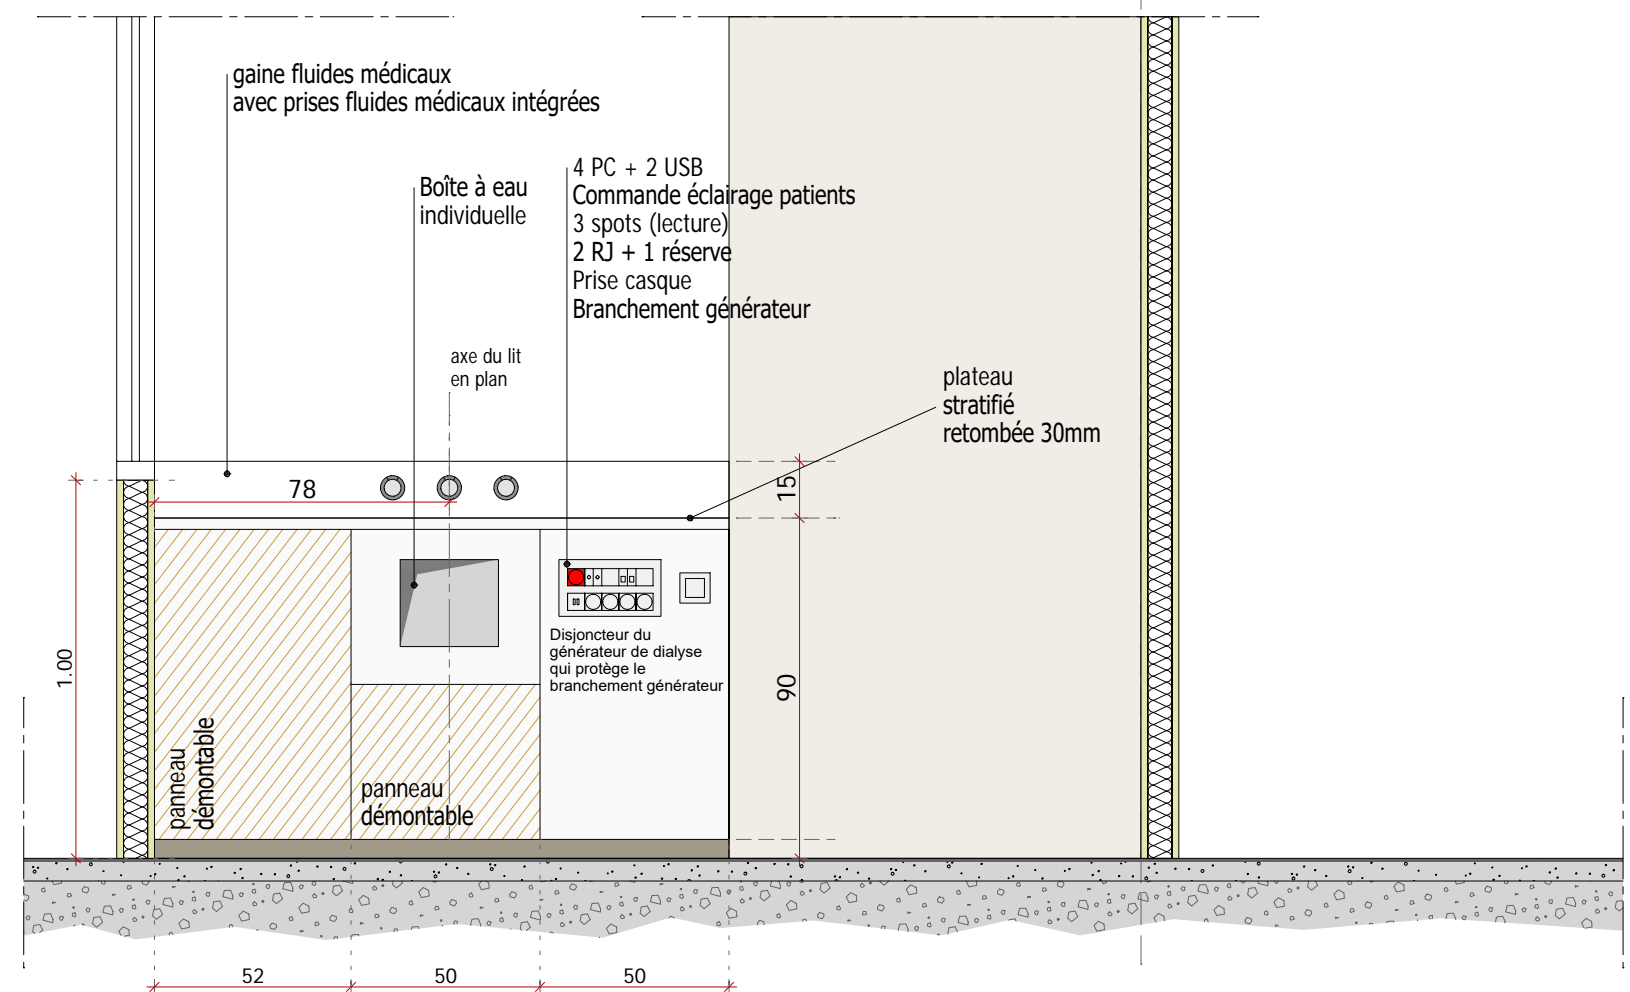 gaine fluides médicaux
avec prises fluides médicaux intégrées
4 PC + 2 USB
Commande éclairage patients
3 spots (lecture)
2 RJ + 1 réserve
Prise casque
Branchement générateur
Boîte à eau
individuelle
axe du lit
en plan
plateau
stratifié
retombée 30mm
78
15
1.00
90
Disjoncteur du
générateur de dialyse
qui protège le
branchement générateur
panneau
démontable
panneau
démontable
52
50
50